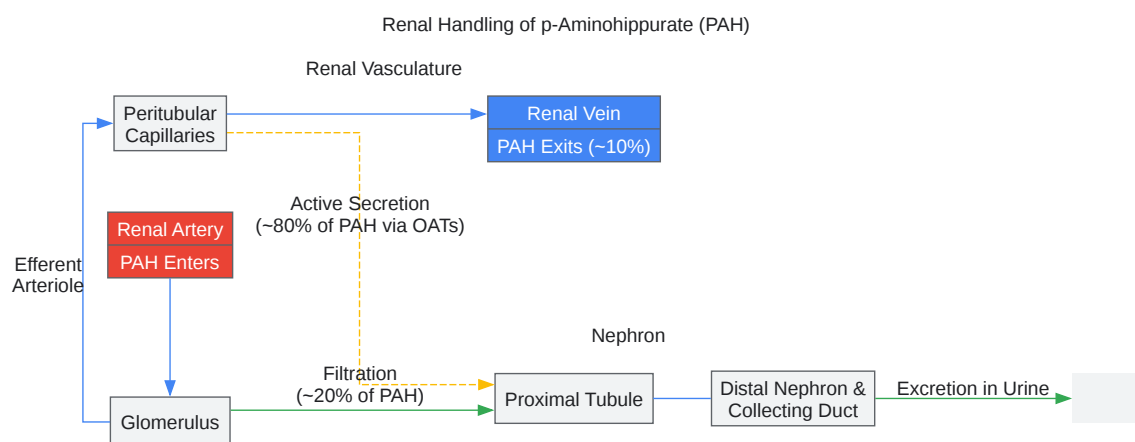 Renal Handling of p-Aminohippurate (PAH)
Renal Vasculature
Peritubular
Capillaries
Renal Vein
PAH Exits (~10%)
Active Secretion
(~80% of PAH via OATs)
Renal Artery
PAH Enters
Efferent
Arteriole
Nephron
Filtration
(~20% of PAH)
Glomerulus
Proximal Tubule
Distal Nephron &
Collecting Duct
Excretion in Urine